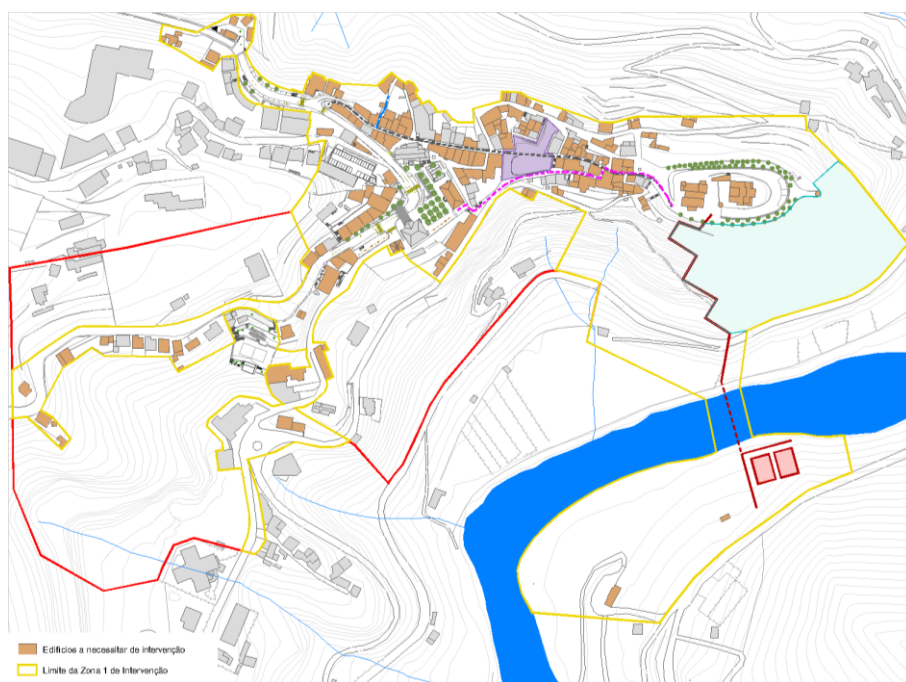 Edifícios a necessitar de intervenção
Limite da Zona 1 de Intervenção